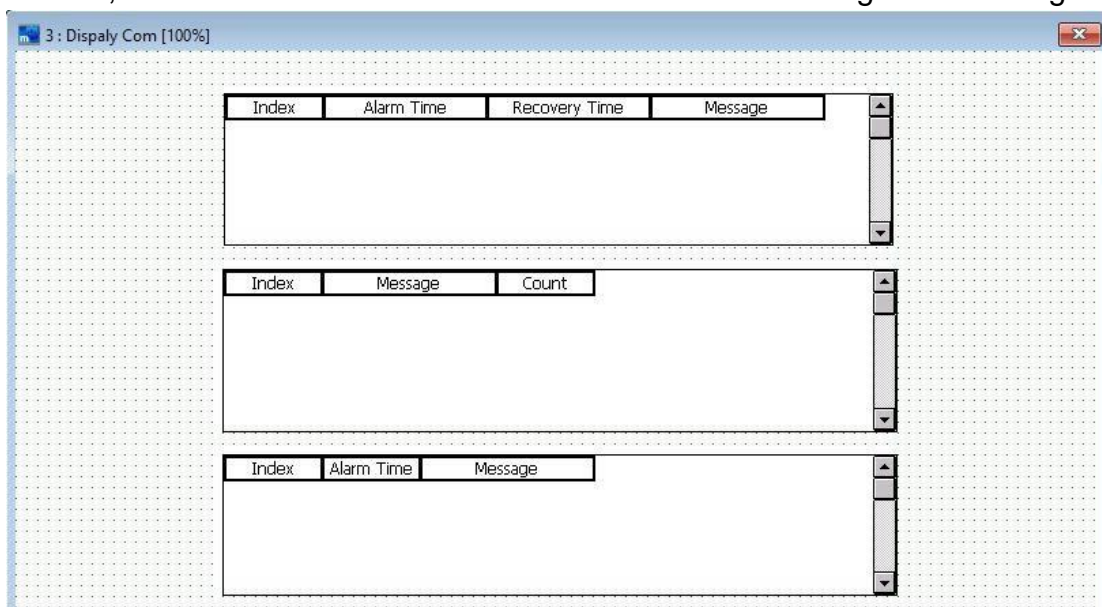 3 : Dispaly Com [100%]
Index Alarm Time Recovery Time Message
Index Message Count
Index Alarm Time Message